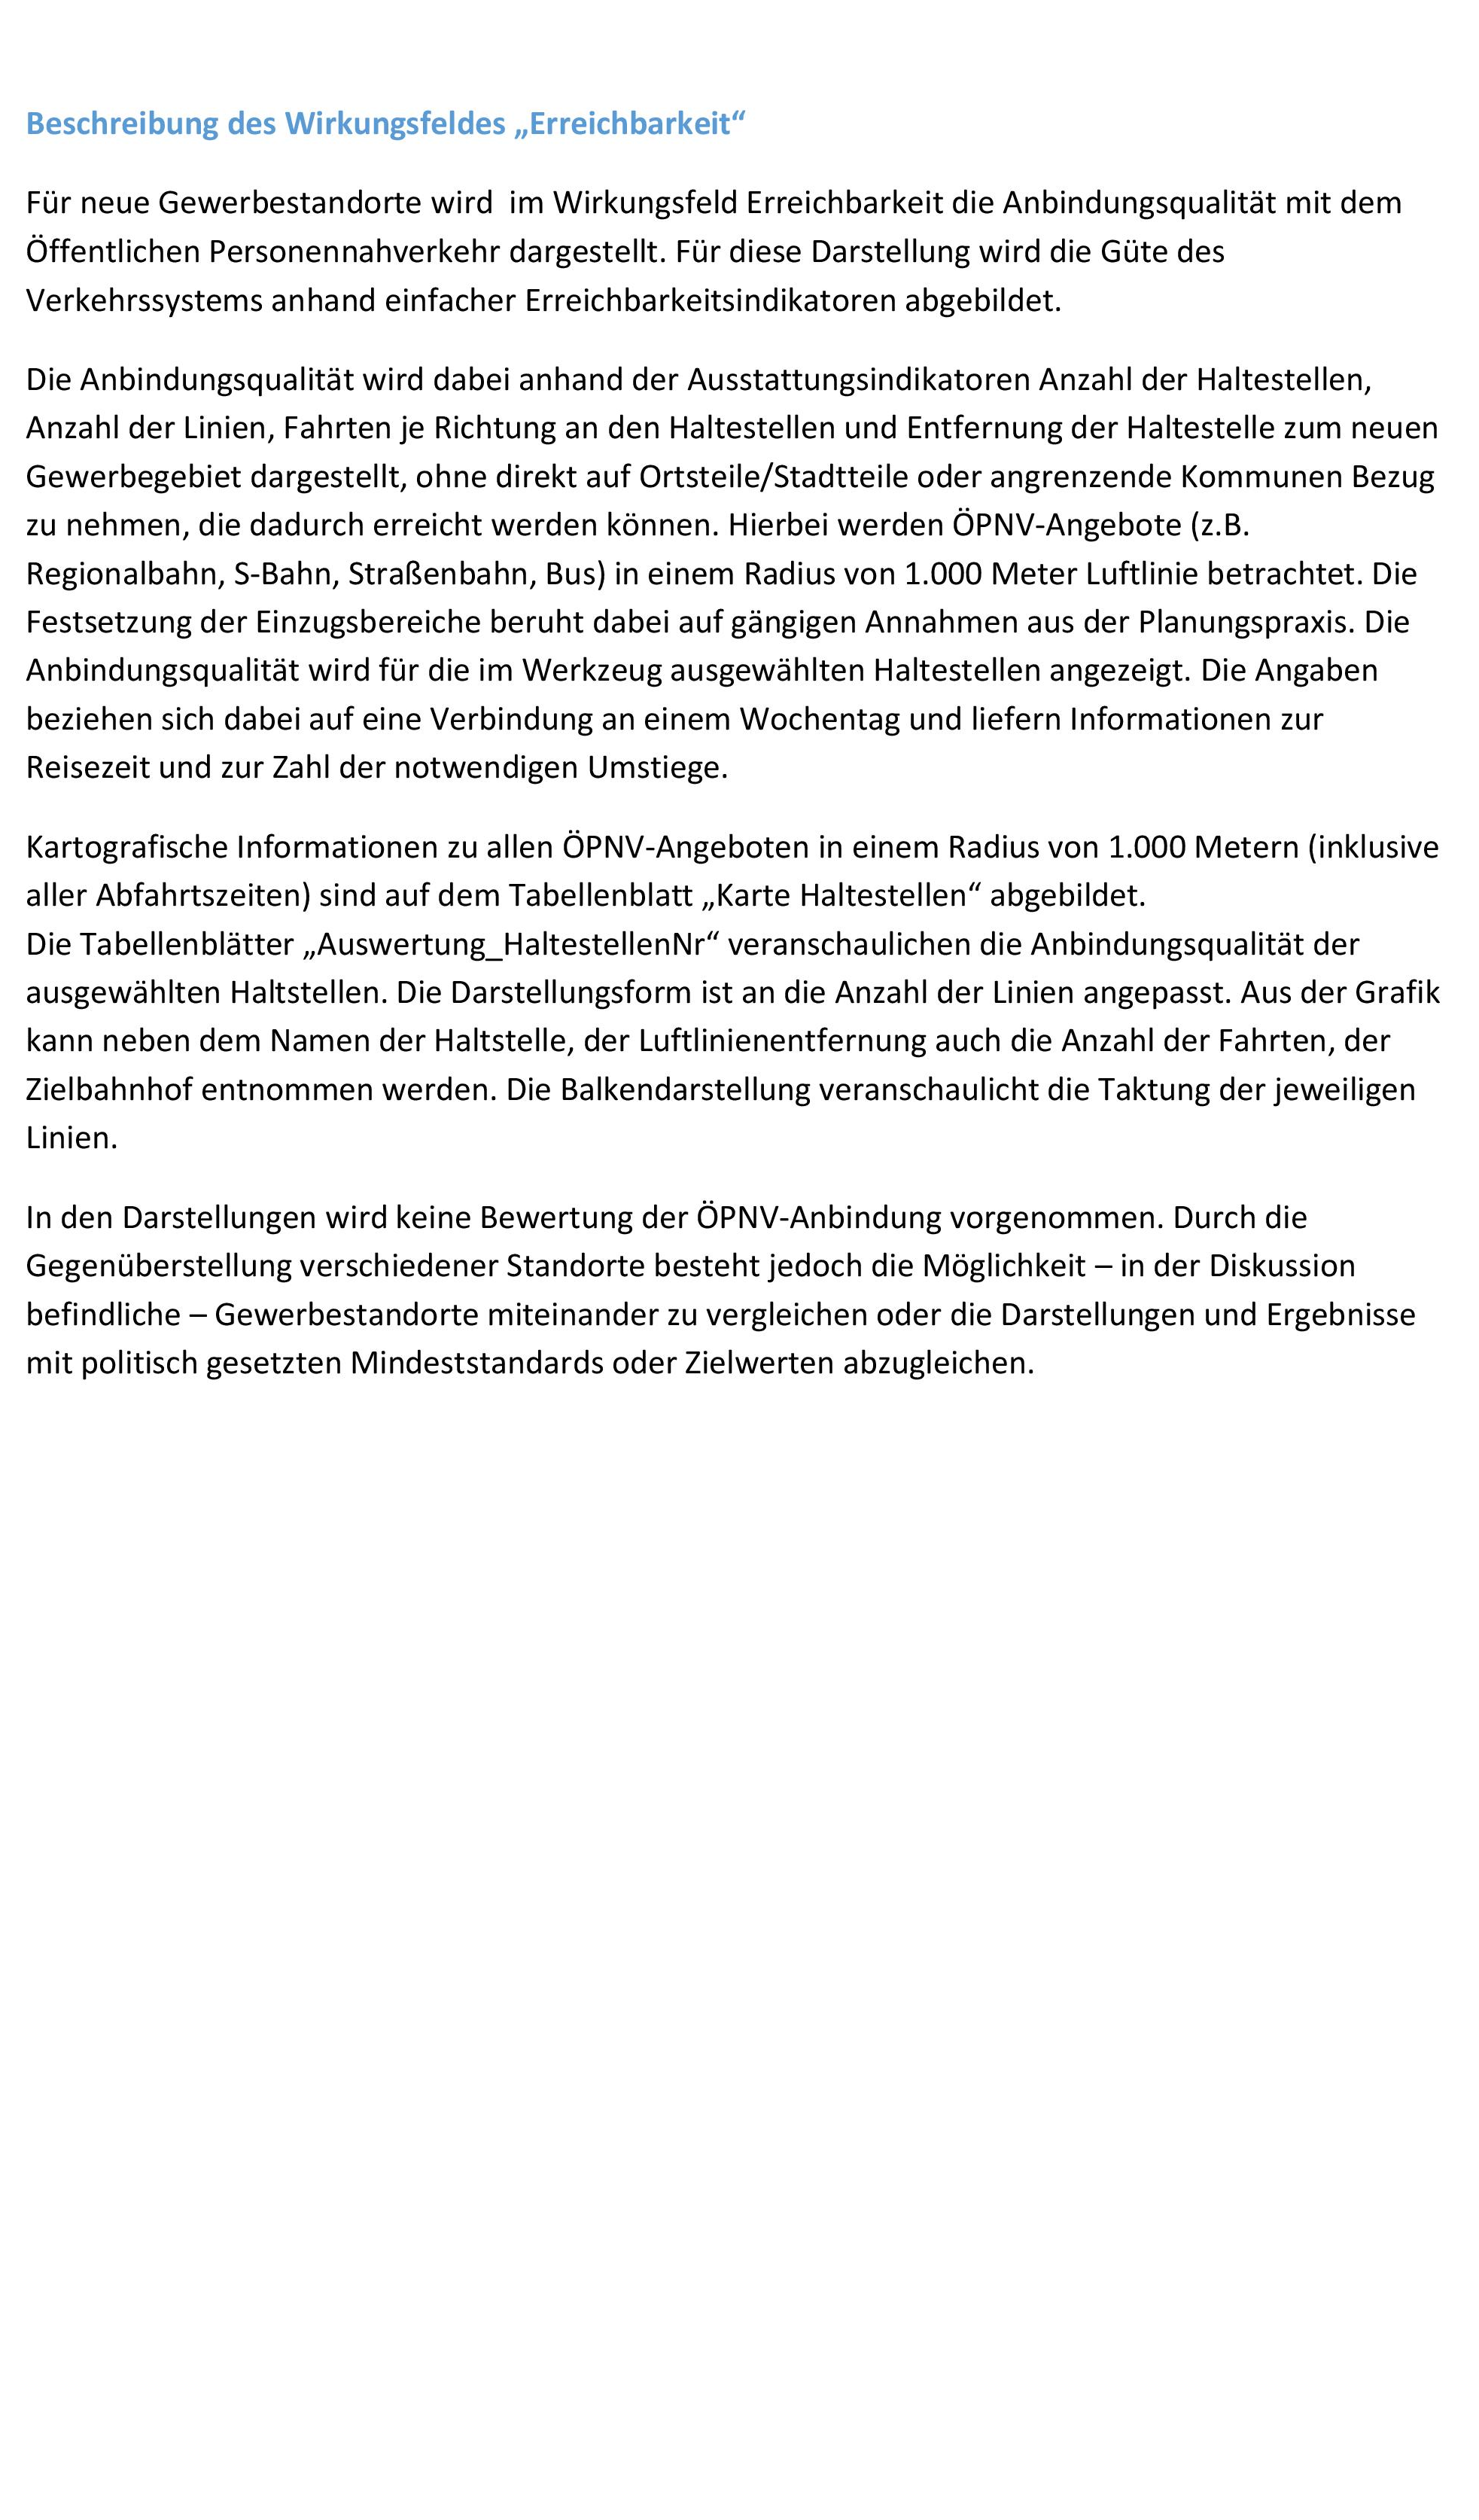 Beschreibung des Wirkungsfeldes „Erreichbarkeit“
Für neue Gewerbestandorte wird  im Wirkungsfeld Erreichbarkeit die Anbindungsqualität mit dem
Öffentlichen Personennahverkehr dargestellt. Für diese Darstellung wird die Güte des
Verkehrssystems anhand einfacher Erreichbarkeitsindikatoren abgebildet.
Die Anbindungsqualität wird dabei anhand der Ausstattungsindikatoren Anzahl der Haltestellen,
Anzahl der Linien, Fahrten je Richtung an den Haltestellen und Entfernung der Haltestelle zum neuen
Gewerbegebiet dargestellt, ohne direkt auf Ortsteile/Stadtteile oder angrenzende Kommunen Bezug
zu nehmen, die dadurch erreicht werden können. Hierbei werden ÖPNV-Angebote (z.B.
Regionalbahn, S-Bahn, Straßenbahn, Bus) in einem Radius von 1.000 Meter Luftlinie betrachtet. Die
Festsetzung der Einzugsbereiche beruht dabei auf gängigen Annahmen aus der Planungspraxis. Die
Anbindungsqualität wird für die im Werkzeug ausgewählten Haltestellen angezeigt. Die Angaben
beziehen sich dabei auf eine Verbindung an einem Wochentag und liefern Informationen zur
Reisezeit und zur Zahl der notwendigen Umstiege.
Kartografische Informationen zu allen ÖPNV-Angeboten in einem Radius von 1.000 Metern (inklusive
aller Abfahrtszeiten) sind auf dem Tabellenblatt „Karte Haltestellen“ abgebildet.
Die Tabellenblätter „Auswertung_HaltestellenNr“ veranschaulichen die Anbindungsqualität der
ausgewählten Haltstellen. Die Darstellungsform ist an die Anzahl der Linien angepasst. Aus der Grafik
kann neben dem Namen der Haltstelle, der Luftlinienentfernung auch die Anzahl der Fahrten, der
Zielbahnhof entnommen werden. Die Balkendarstellung veranschaulicht die Taktung der jeweiligen
Linien.
In den Darstellungen wird keine Bewertung der ÖPNV-Anbindung vorgenommen. Durch die
Gegenüberstellung verschiedener Standorte besteht jedoch die Möglichkeit – in der Diskussion
befindliche – Gewerbestandorte miteinander zu vergleichen oder die Darstellungen und Ergebnisse
mit politisch gesetzten Mindeststandards oder Zielwerten abzugleichen.